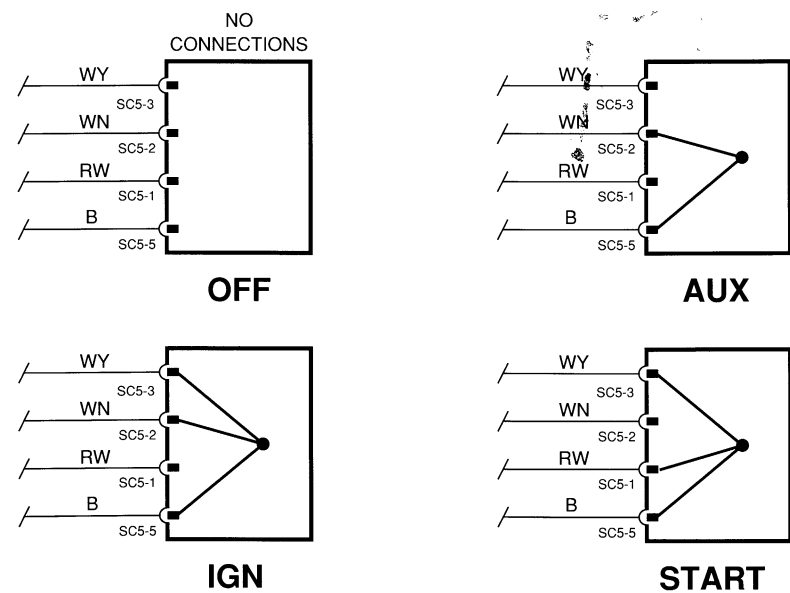 NO
CONNECTIONS
WY
SC5-3
WN
SC5-2
RW
SC5-1
B
SC5-5
OFF
WY
SC5-3
WN
SC5-2
RW
SC5-1
B
SC5-5
AUX
WY
SC5-3
WN
SC5-2
RW
SC5-1
B
SC5-5
IGN
WY
SC5-3
WN
SC5-2
RW
SC5-1
B
SC5-5
START